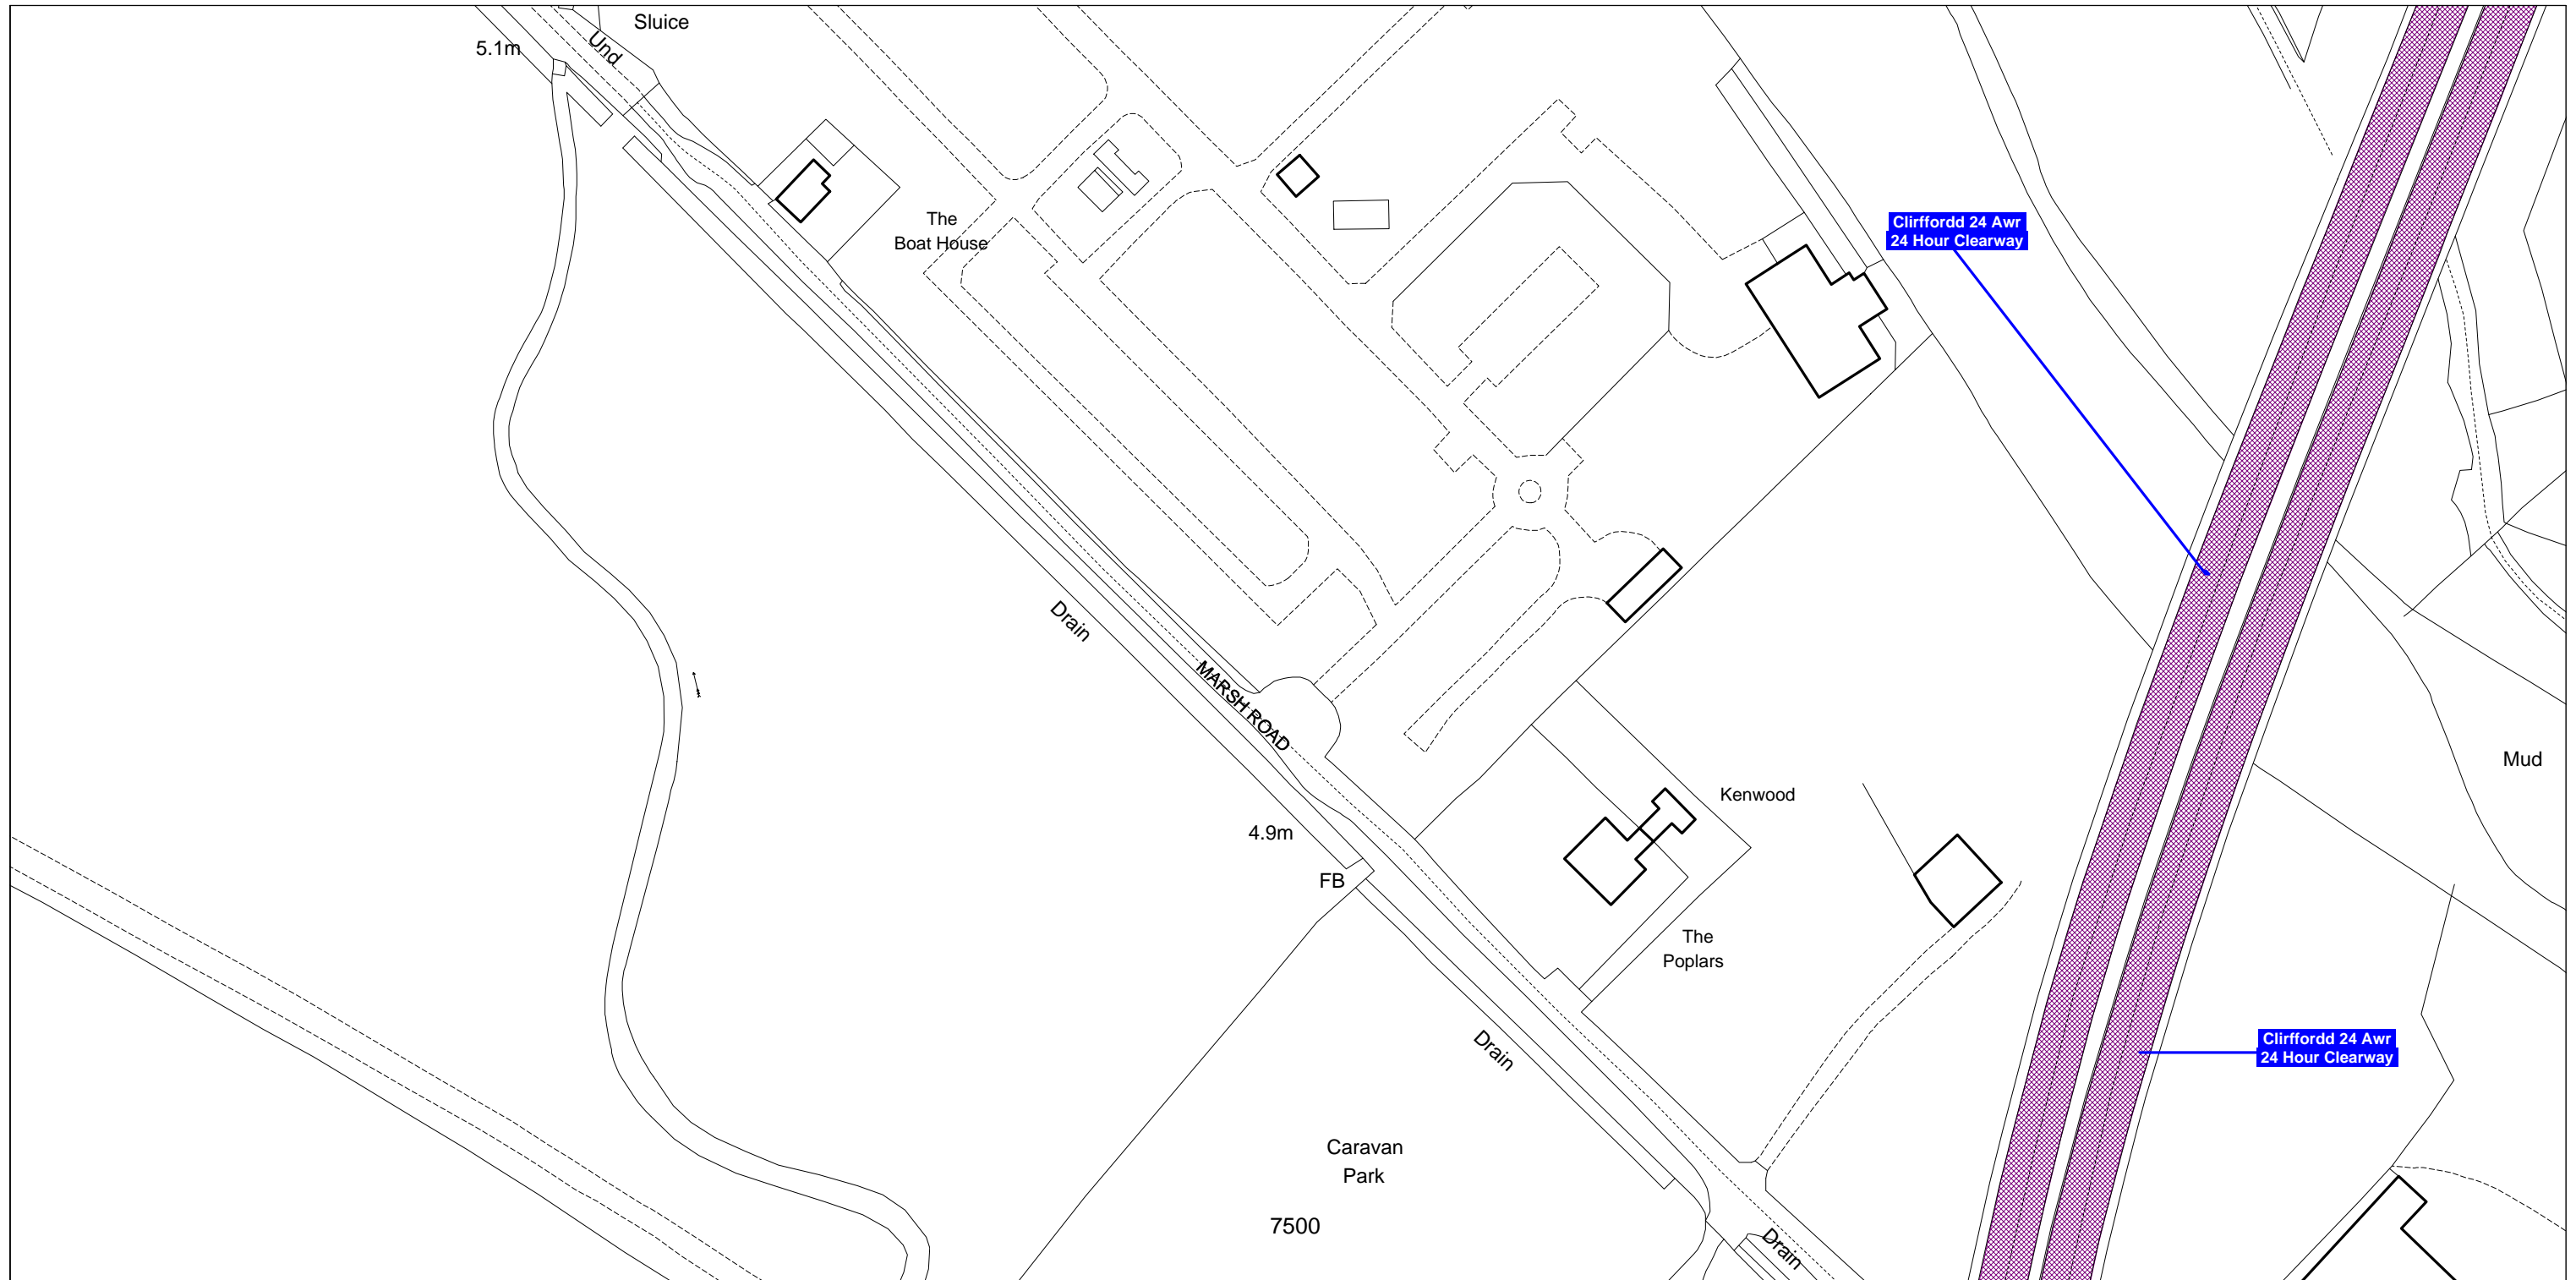 Sluice
5.1m
Und
The
Boat House
Clirffordd 24 Awr
24 Hour Clearway
Drain
MARSH ROAD
Mud
Kenwood
4.9m
FB
The
Poplars
Drain
Clirffordd 24 Awr
24 Hour Clearway
Caravan
Park
7500
Drain